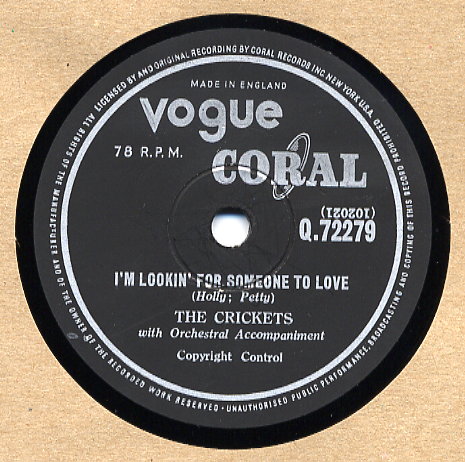 LICENSED BY AND ORIGINAL RECORDING BY CORAL RECORDS INC. NEW YORK U.S.A.
MADE IN ENGLAND
vogue
CORAL
78 R.P.M.
(102021)
Q.72279
I'M LOOKIN' FOR SOMEONE TO LOVE
(Holly; Petty)
THE CRICKETS
with Orchestral Accompaniment
Copyright Control
ALL RIGHTS OF THE MANUFACTURER AND OF THE OWNER OF THE RECORDED WORK RESERVED - UNAUTHORISED PUBLIC PERFORMANCE, BROADCASTING AND COPYING OF THIS RECORD PROHIBITED